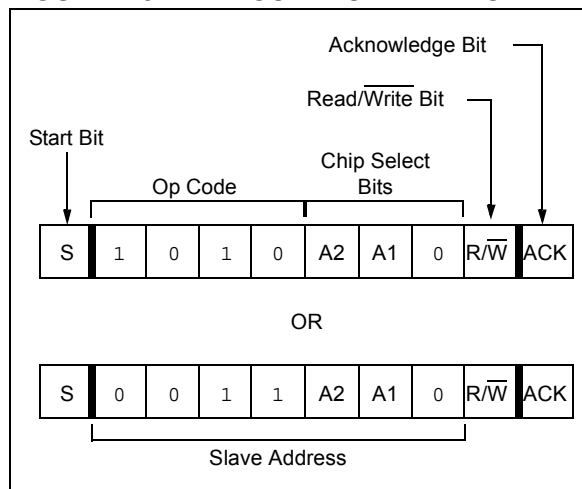 Acknowledge Bit
Read/Write Bit
Start Bit
Chip Select
Op Code Bits
S 1 0 1 0 A2 A1 0 R/W ACK
OR
S 0 0 1 1 A2 A1 0 R/W ACK
Slave Address